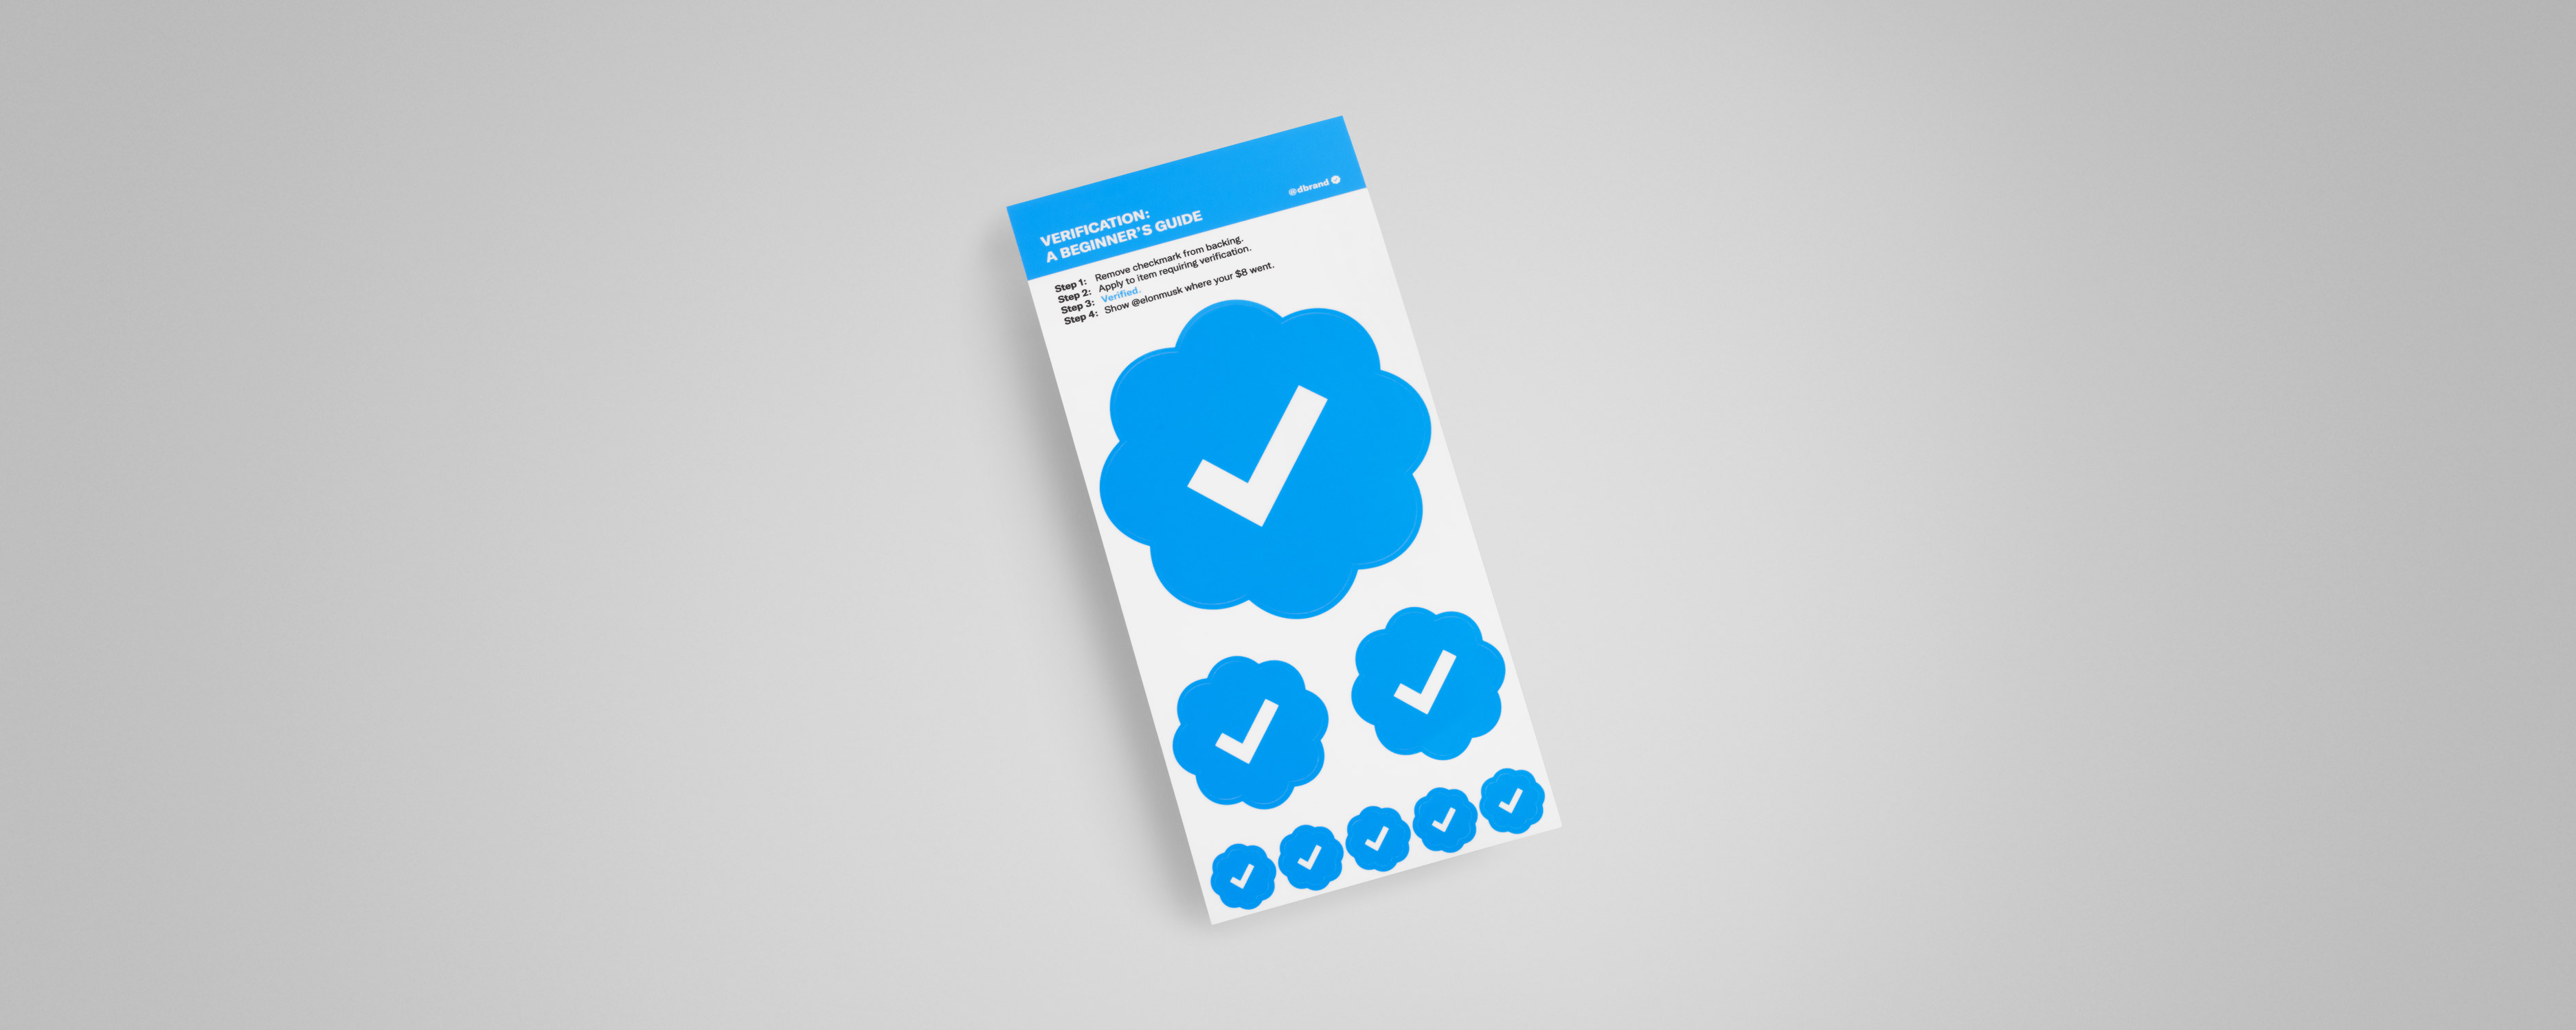 @dbrand
VERIFICATION:
A BEGINNER'S GUIDE
Step 1: Remove checkmark from backing.
Step 2: Apply to item requiring verification.
Step 3: Verified.
Step 4: Show @elonmusk where your $8 went.